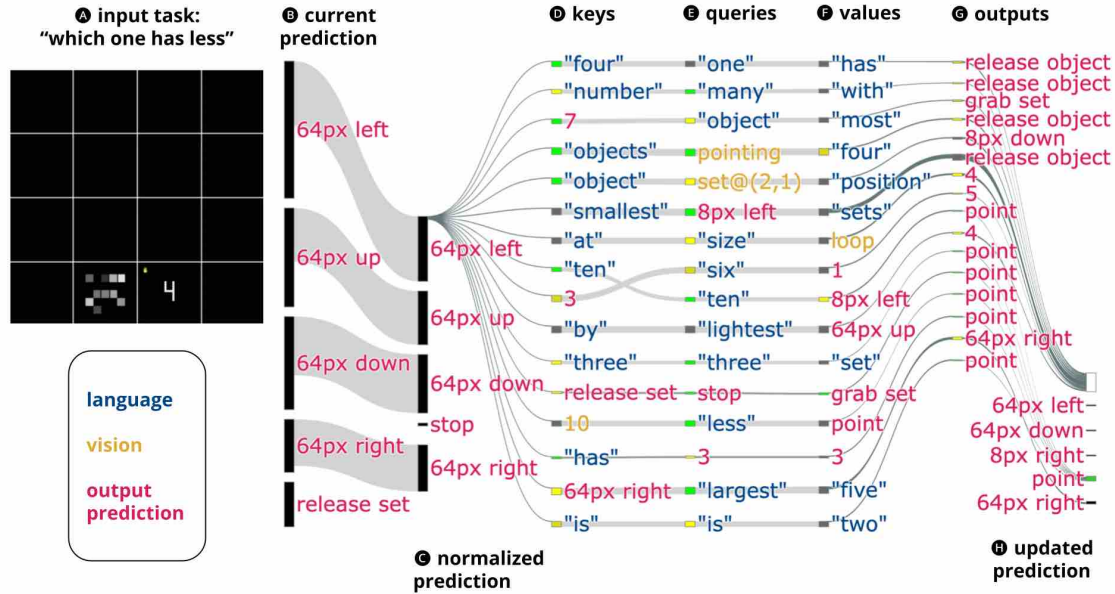 A input task:
"which one has less"
4
language
vision
output
prediction
B current
prediction
64px left
64px up
64px down
64px right
release set
C normalized
prediction
64px left
64px up
64px down
stop
64px right
D keys
"four"
"number"
7
"objects"
"object"
"smallest"
"at"
"ten"
3
"by"
"three"
release set
10
"has"
64px right
"is"
E queries
"one"
"many"
"object"
pointing
set@(2,1)
8px left
"size"
"six"
"ten"
"lightest"
"three"
stop
"less"
3
"largest"
"is"
F values
"has"
"with"
"most"
"four"
"position"
"sets"
loop
1
8px left
64px up
"set"
grab set
point
3
"five"
"two"
G outputs
release object
release object
grab set
release object
8px down
release object
4
5
point
4
point
point
point
point
64px right
point
64px left
64px down
8px right
point
64px right
H updated
prediction